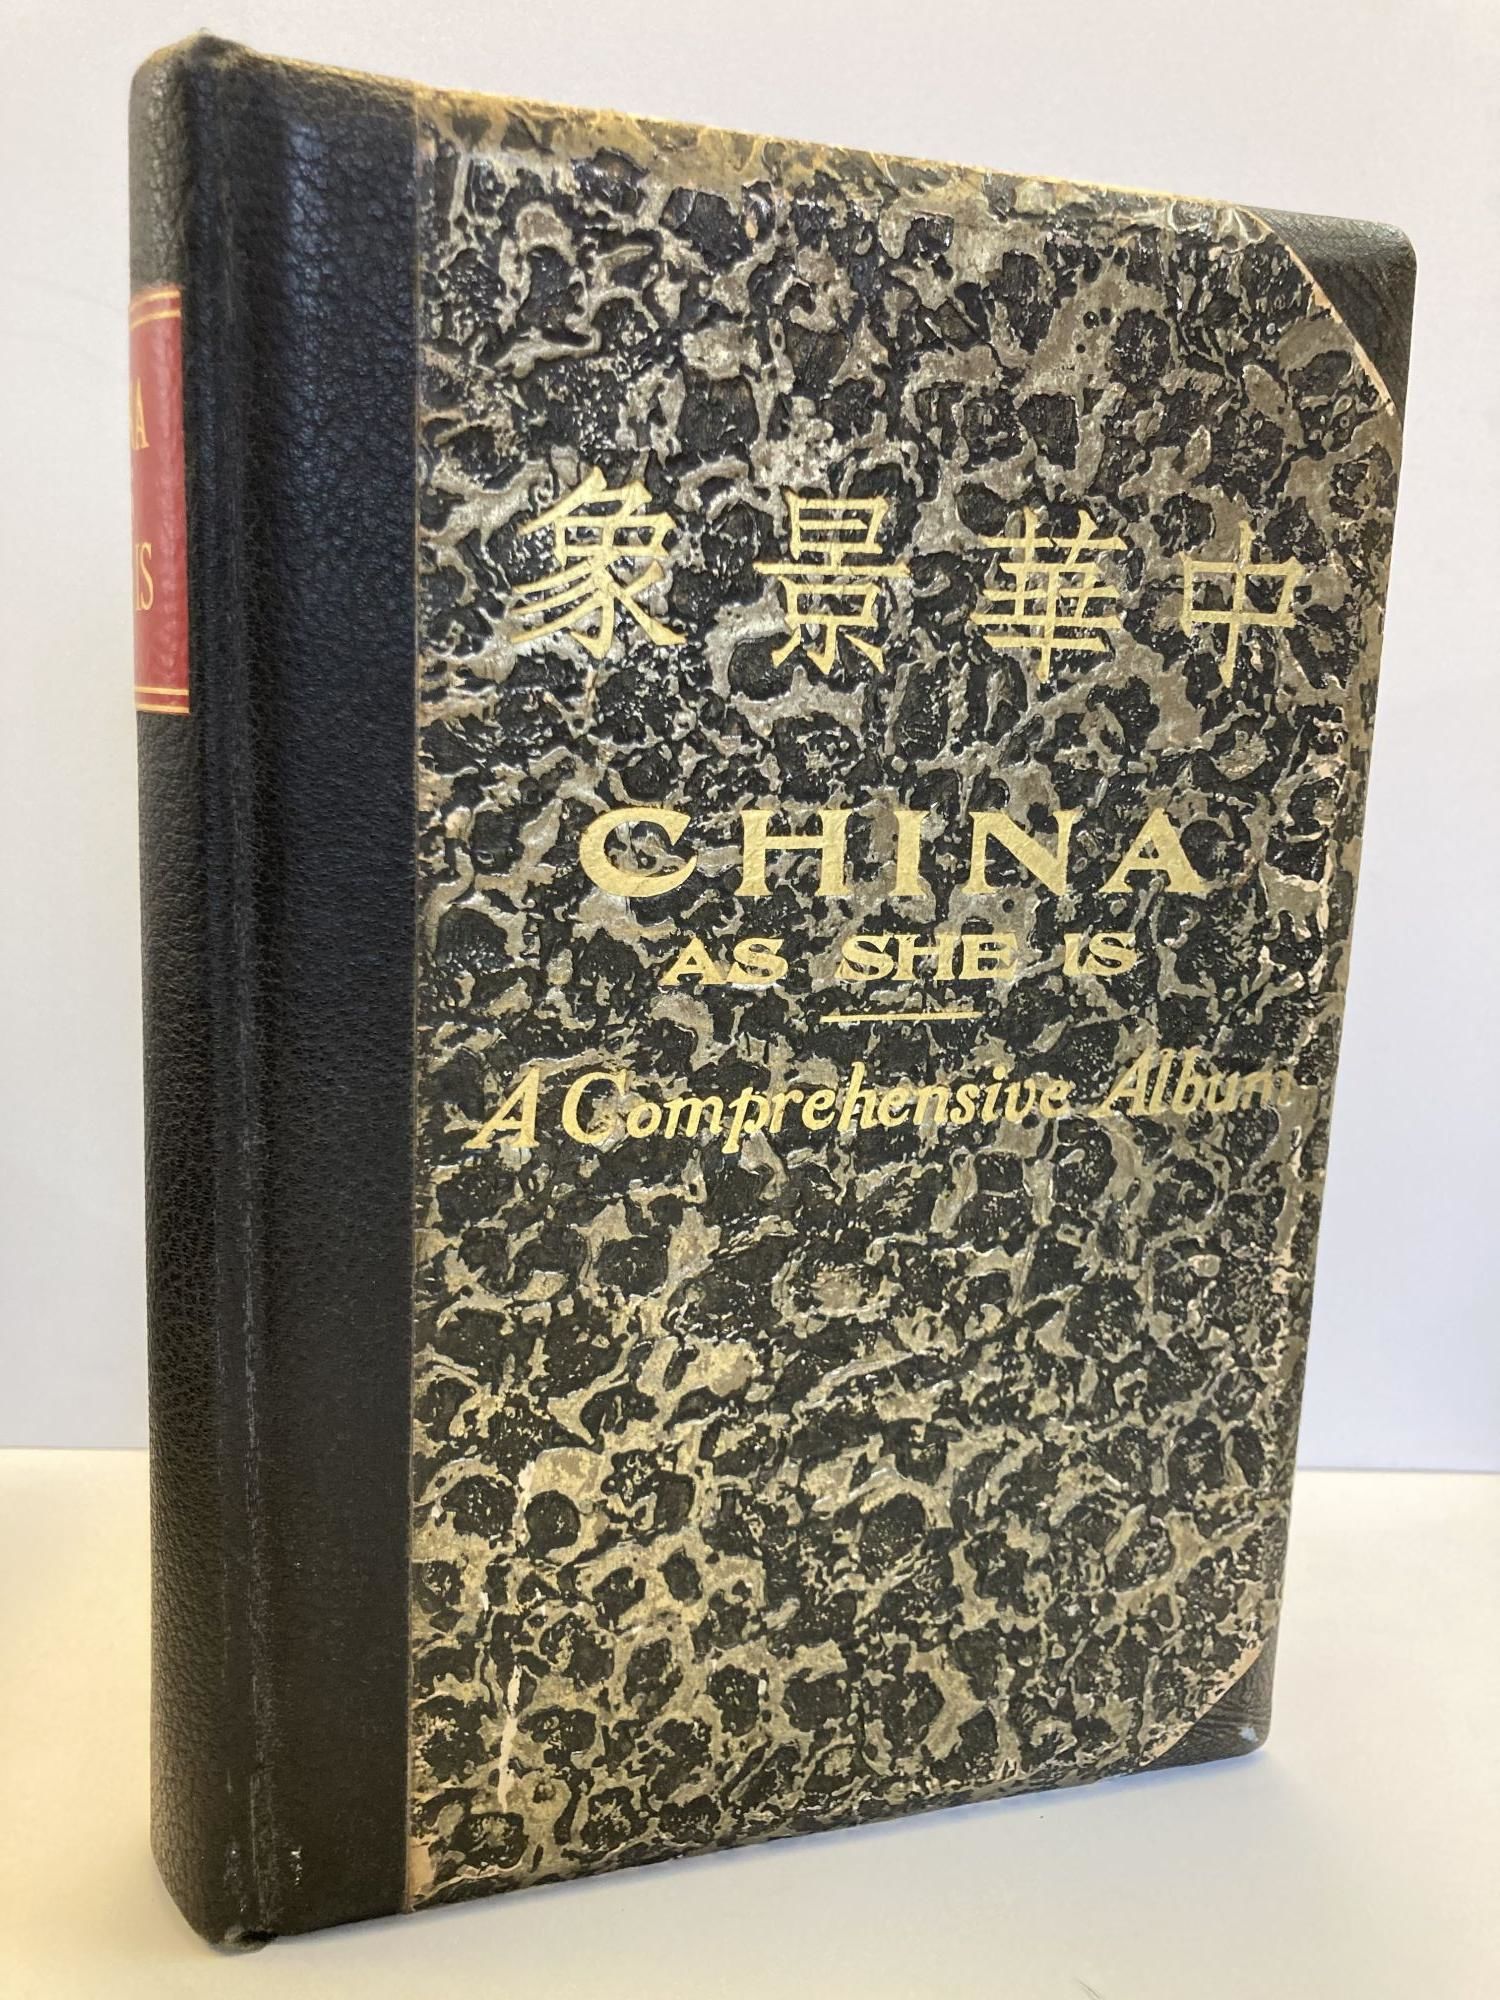 中華景象
CHINA
AS SHE IS
A Comprehensive Album